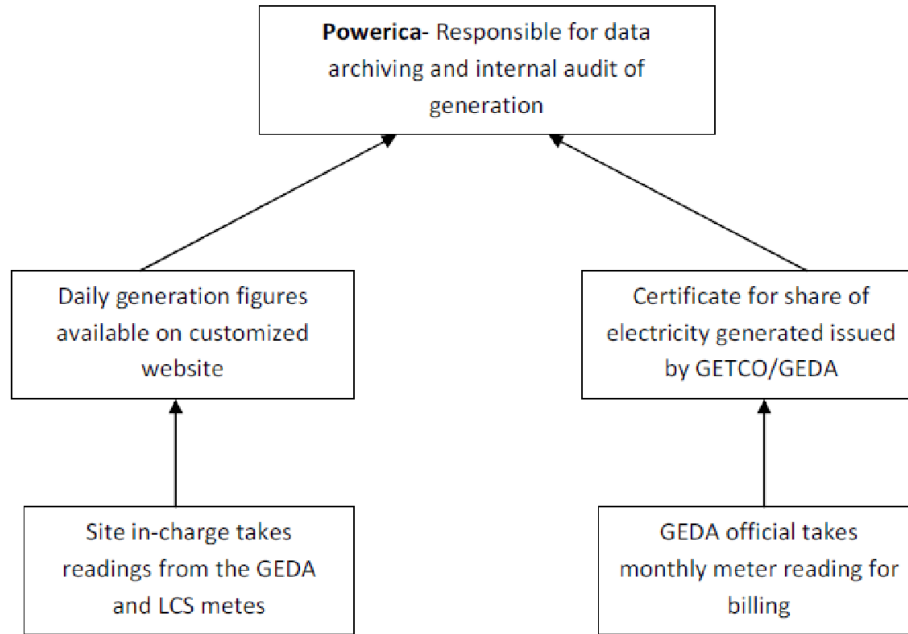 Powerica- Responsible for data
archiving and internal audit of
generation
Daily generation figures
available on customized
website
Certificate for share of
electricity generated issued
by GETCO/GEDA
Site in-charge takes
readings from the GEDA
and LCS metes
GEDA official takes
monthly meter reading for
billing